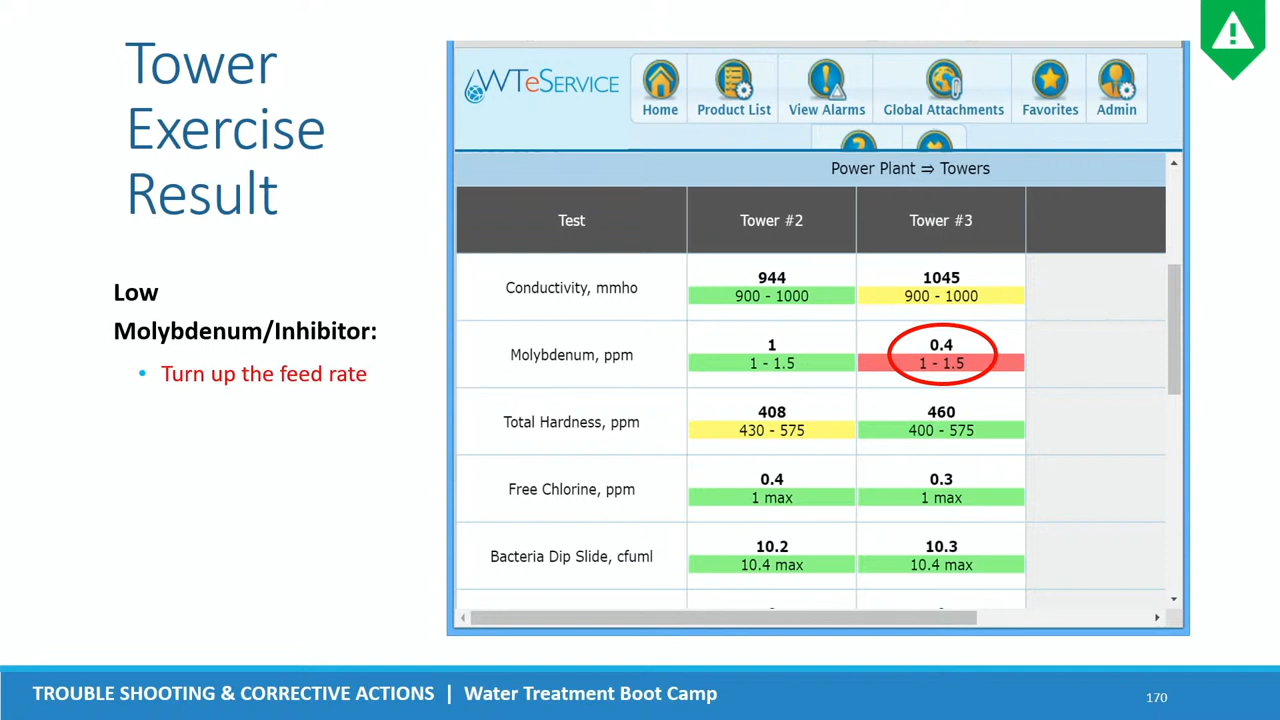 Tower
Exercise
Result
Low
Molybdenum/Inhibitor:
• Turn up the feed rate
WTeSERVICE
Home Product List View Alarms Global Attachments Favorites Admin
Power Plant ⇒ Towers
Test Tower #2 Tower #3
944 1045
Conductivity, mmho 900 - 1000 900 - 1000
1 0.4
Molybdenum, ppm 1 - 1.5 1 - 1.5
408 460
Total Hardness, ppm 430 - 575 400 - 575
0.4 0.3
Free Chlorine, ppm 1 max 1 max
10.2 10.3
Bacteria Dip Slide, cfuml 10.4 max 10.4 max
TROUBLE SHOOTING & CORRECTIVE ACTIONS | Water Treatment Boot Camp
170